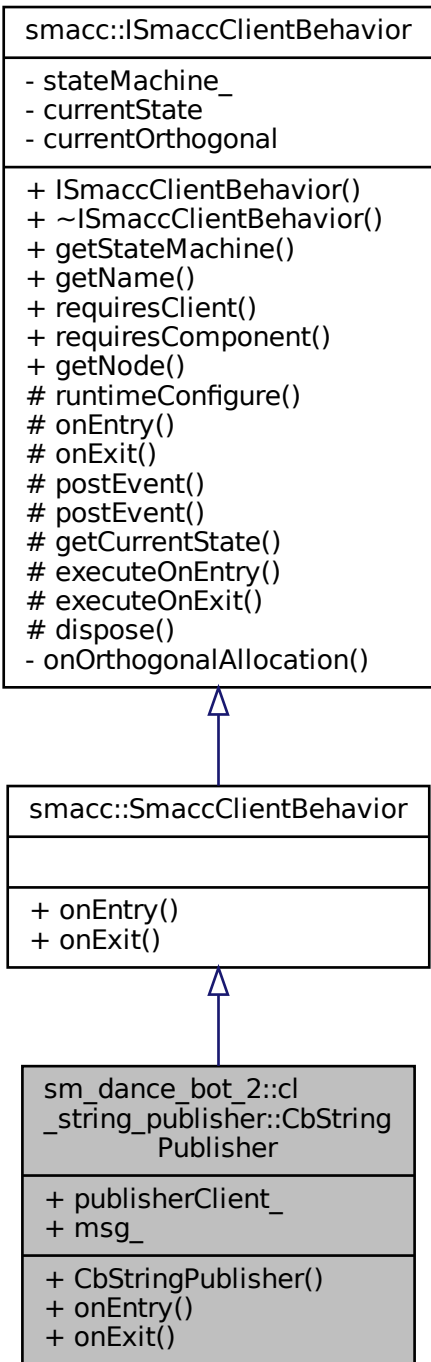 smacc::ISmaccClientBehavior
- stateMachine_
- currentState
- currentOrthogonal
+ ISmaccClientBehavior()
+ ~ISmaccClientBehavior()
+ getStateMachine()
+ getName()
+ requiresClient()
+ requiresComponent()
+ getNode()
# runtimeConfigure()
# onEntry()
# onExit()
# postEvent()
# postEvent()
# getCurrentState()
# executeOnEntry()
# executeOnExit()
# dispose()
- onOrthogonalAllocation()
smacc::SmaccClientBehavior
+ onEntry()
+ onExit()
sm_dance_bot_2::cl
_string_publisher::CbString
Publisher
+ publisherClient_
+ msg_
+ CbStringPublisher()
+ onEntry()
+ onExit()